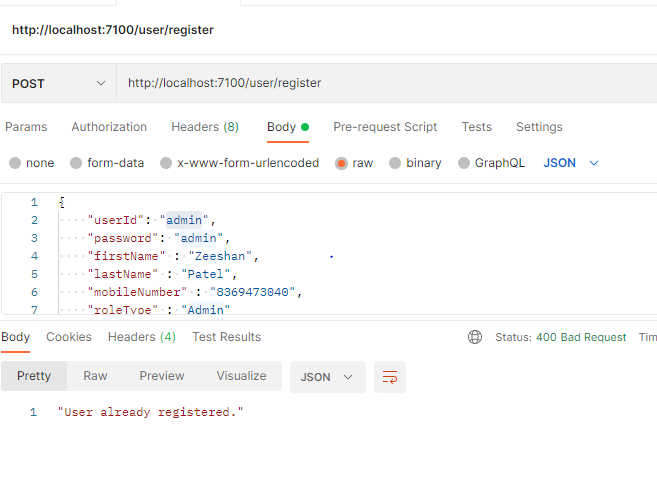 http://localhost:7100/user/register
POST http://localhost:7100/user/register
Params Authorization Headers (8) Body Pre-request Script Tests Settings
none form-data x-www-form-urlencoded raw binary GraphQL JSON
1 {
2 "userId": "admin",
3 "password": "admin",
4 "firstName" : "Zeeshan",
5 "lastName" : "Patel",
6 "mobileNumber" : "8369473040",
7 "roleType" : "Admin"
Body Cookies Headers (4) Test Results Status: 400 Bad Request Tim
Pretty Raw Preview Visualize JSON
1 "User already registered."